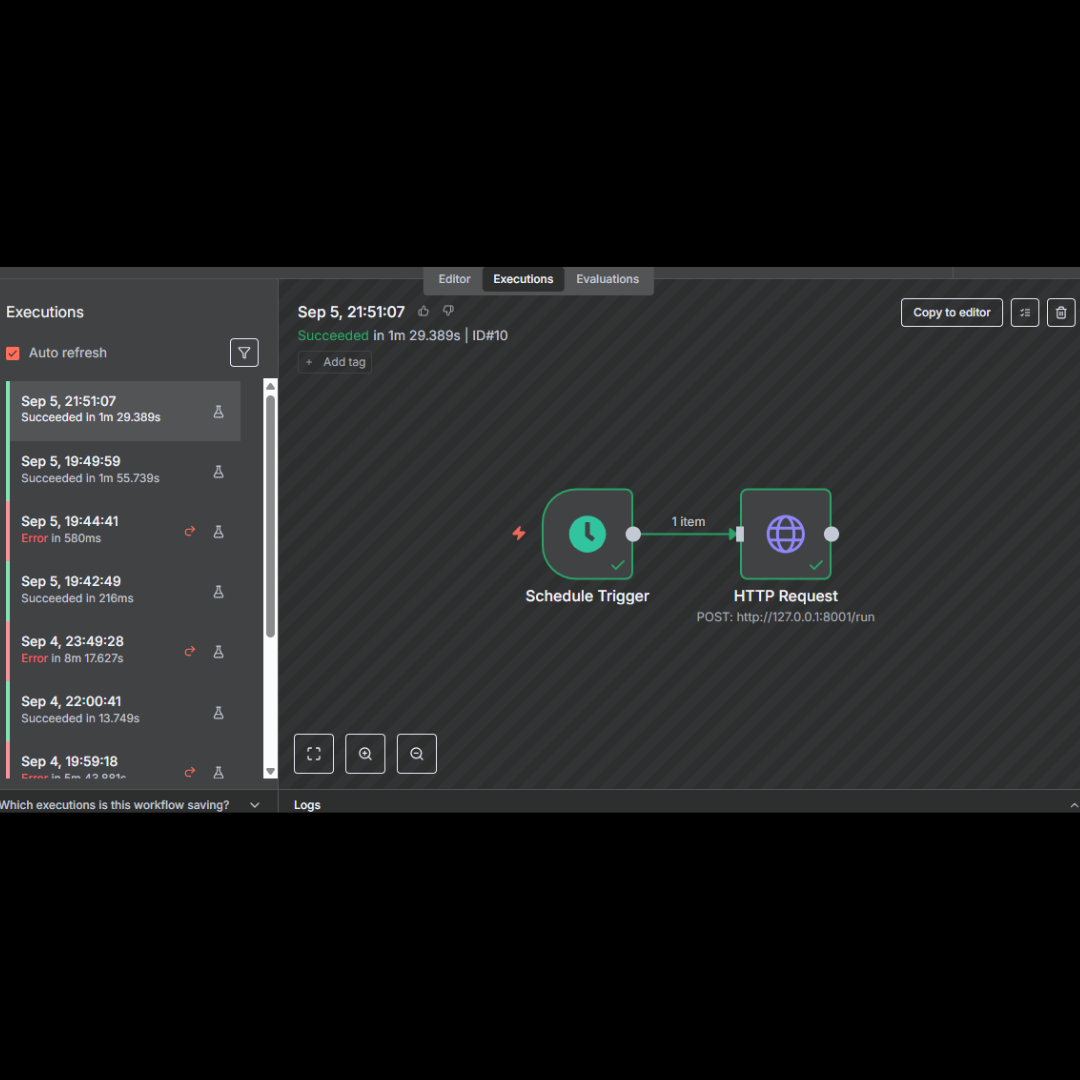 Editor Executions Evaluations
Executions
Auto refresh
Sep 5, 21:51:07
Succeeded in 1m 29.389s
Sep 5, 19:49:59
Succeeded in 1m 55.739s
Sep 5, 19:44:41
Error in 580ms
Sep 5, 19:42:49
Succeeded in 216ms
Sep 4, 23:49:28
Error in 8m 17.627s
Sep 4, 22:00:41
Succeeded in 13.749s
Sep 4, 19:59:18
Error in 5m 43.881s
Which executions is this workflow saving?
Sep 5, 21:51:07
Succeeded in 1m 29.389s | ID#10
+ Add tag
Copy to editor
1 item
Schedule Trigger
HTTP Request
POST: http://127.0.0.1:8001/run
Logs